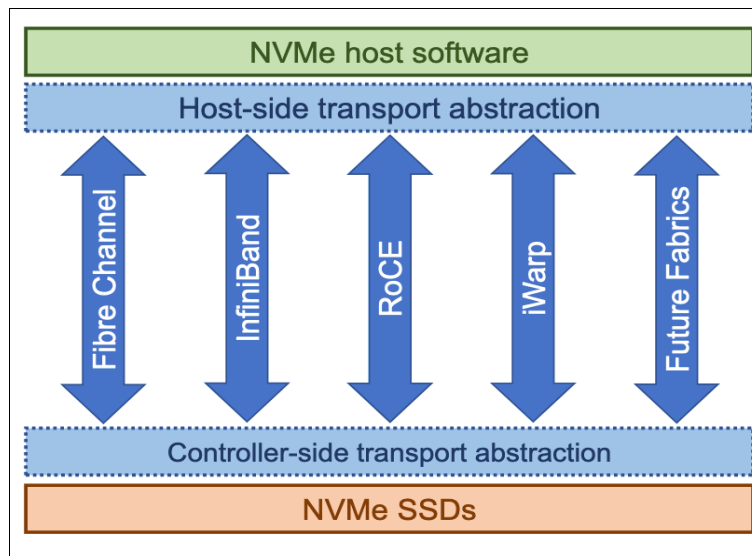 NVMe host software
Host-side transport abstraction
Fibre Channel
InfiniBand
RoCE
iWarp
Future Fabrics
Controller-side transport abstraction
NVMe SSDs